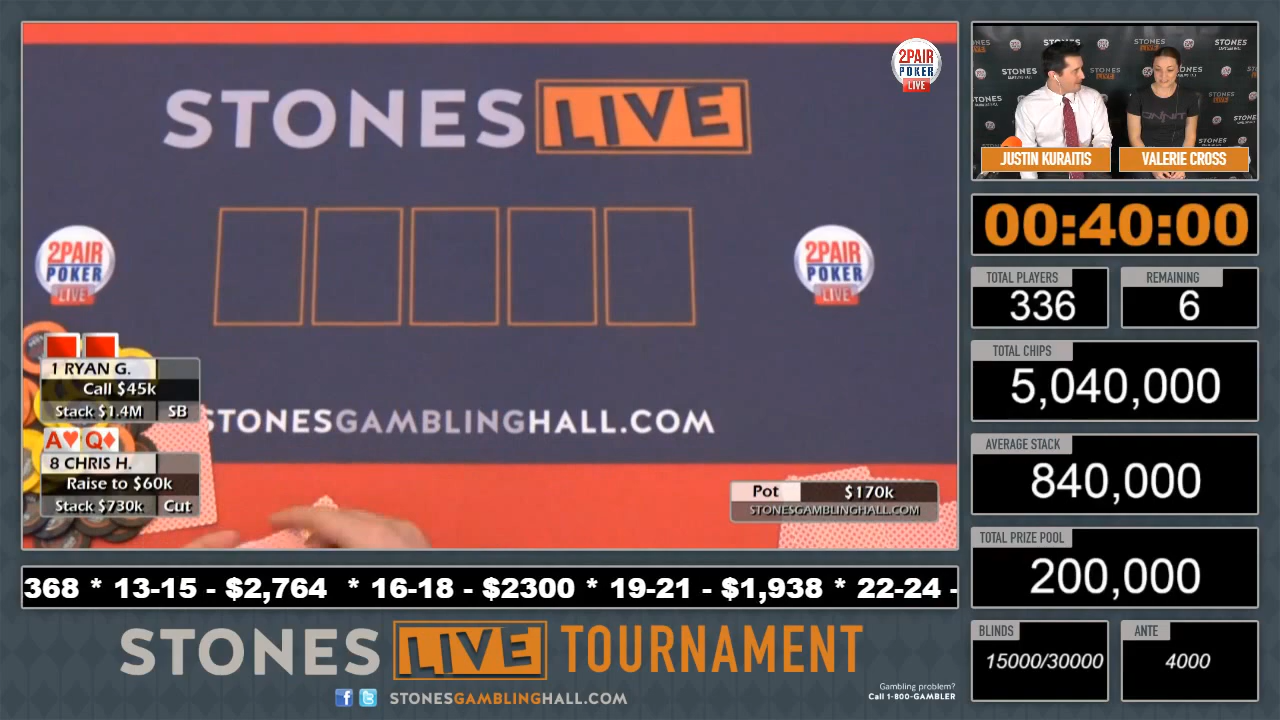 STONES LIVE
2PAIR
POKER
LIVE
2PAIR
POKER
LIVE
2PAIR
POKER
LIVE
1 RYAN G.
Call $45k
Stack $1.4M SB
A♥ Q♦
8 CHRIS H.
Raise to $60k
Stack $730k Cut
STONESGAMBLINGHALL.COM
Pot $170k
STONESGAMBLINGHALL.COM
JUSTIN KURAITIS
VALERIE CROSS
00:40:00
TOTAL PLAYERS
336
REMAINING
6
TOTAL CHIPS
5,040,000
AVERAGE STACK
840,000
TOTAL PRIZE POOL
200,000
BLINDS
15000/30000
ANTE
4000
368 * 13-15 - $2,764 * 16-18 - $2300 * 19-21 - $1,938 * 22-24 -
STONES LIVE TOURNAMENT
STONESGAMBLINGHALL.COM
Gambling problem?
Call 1-800-GAMBLER